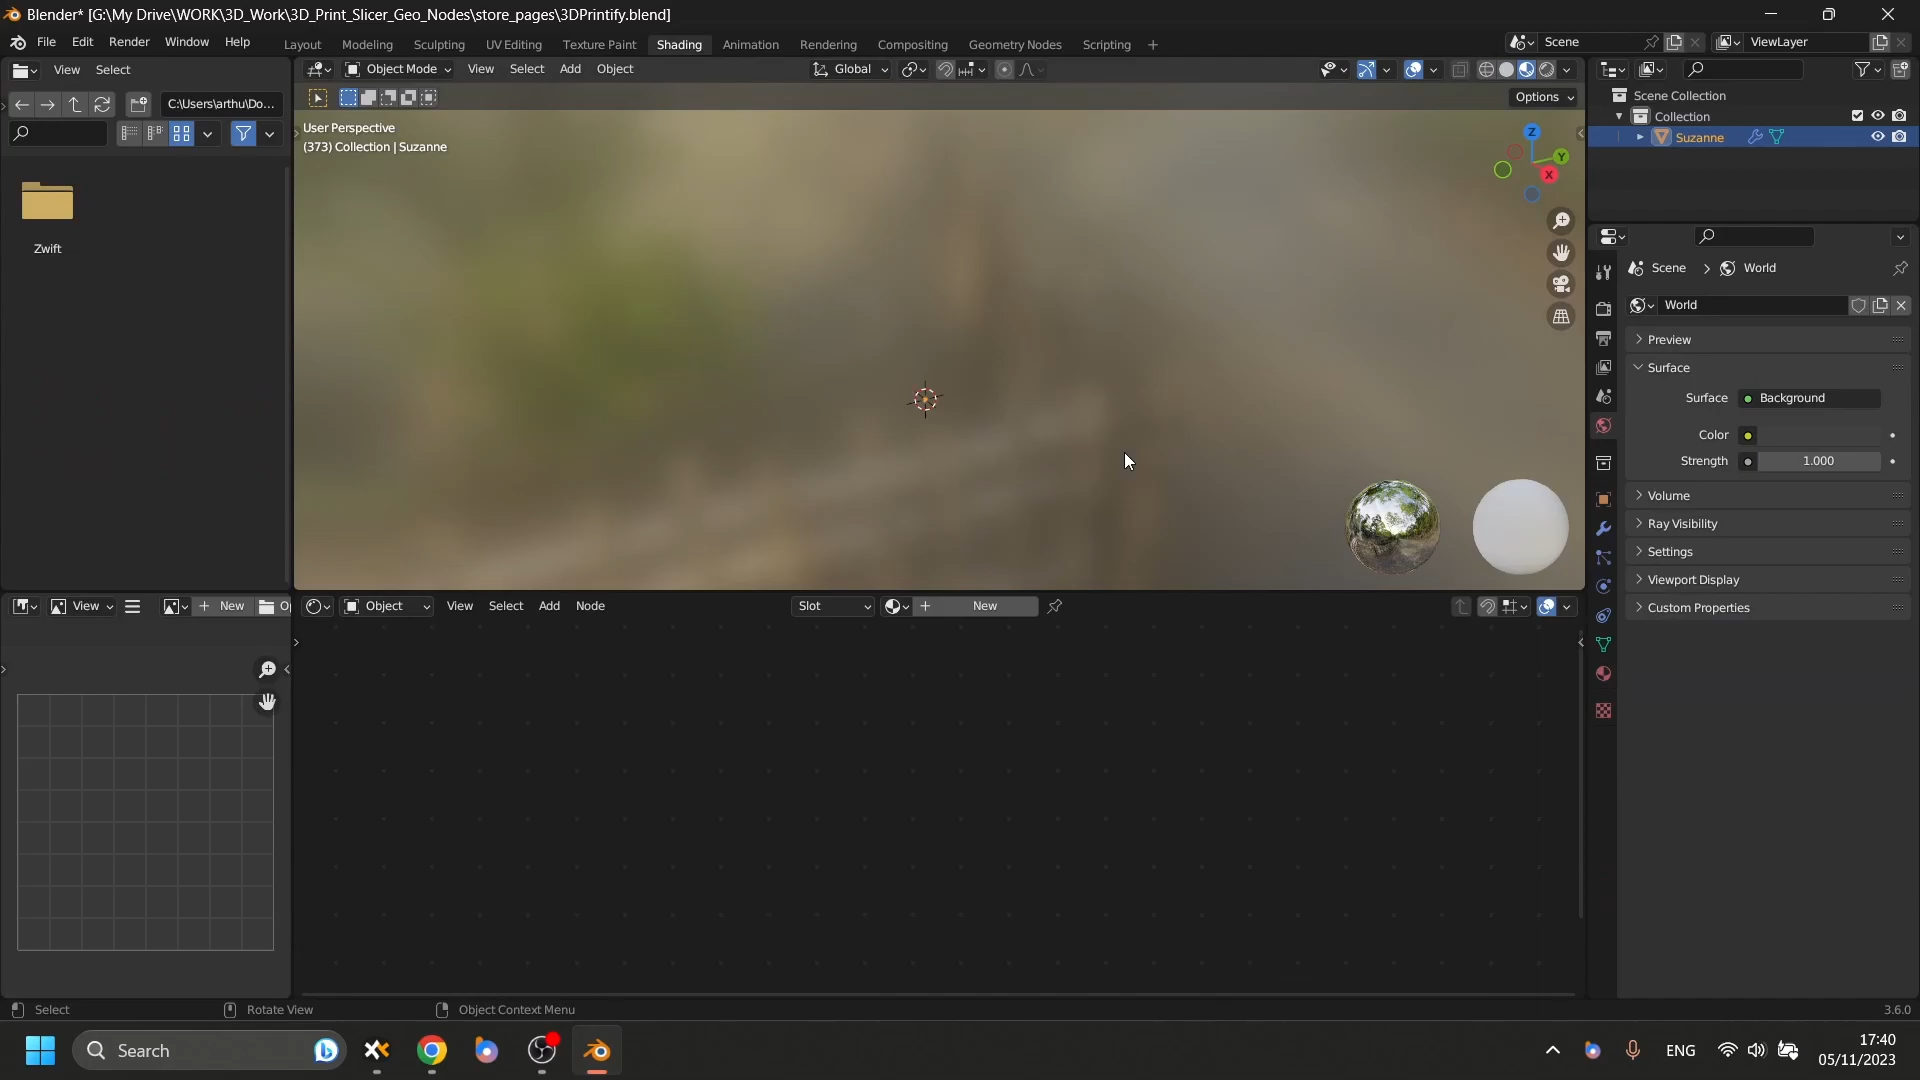 Blender* [G:\My Drive\WORK\3D_Work\3D_Print_Slicer_Geo_Nodes\store_pages\3DPrintify.blend]
File Edit Render Window Help Layout Modeling Sculpting UV Editing Texture Paint Shading Animation Rendering Compositing Geometry Nodes Scripting + Scene ViewLayer
View Select
Object Mode View Select Add Object Global
C:\Users\arthu\Do...
Options
Zwift
User Perspective
(373) Collection | Suzanne
Z
Y
X
Scene Collection
Collection
Suzanne
Scene > World
World
Preview
Surface
Surface Background
Color
Strength 1.000
Volume
Ray Visibility
Settings
Viewport Display
Custom Properties
View + New
Object View Select Add Node Slot + New
Select Rotate View Object Context Menu 3.6.0
Search
ENG
17:40
05/11/2023